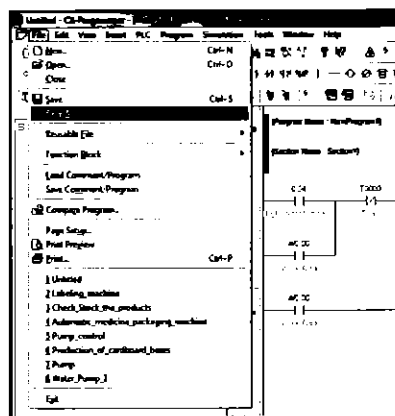 Untitled - CX-Programmer -
File Edit View Insert PLC Program Simulation Tools Window Help
New... Ctrl-N
Open... Ctrl-O
Close
Save Ctrl-S
Reusable File
Function Block
Load Comment/Program
Save Comment/Program
Compare Program...
Page Setup...
Print Preview
Print... Ctrl-P
1 Untitled
2 Labeling_machine
3 Check_Stock_the_products
4 Automatic_medicina_packaging_machine
5 Pump_control
6 Production_of_cardboard_boxes
7 Pump
8 Water_Pump_1
Exit
[Program Name : NewProgram1]
[Section Name : Section1]
T0000